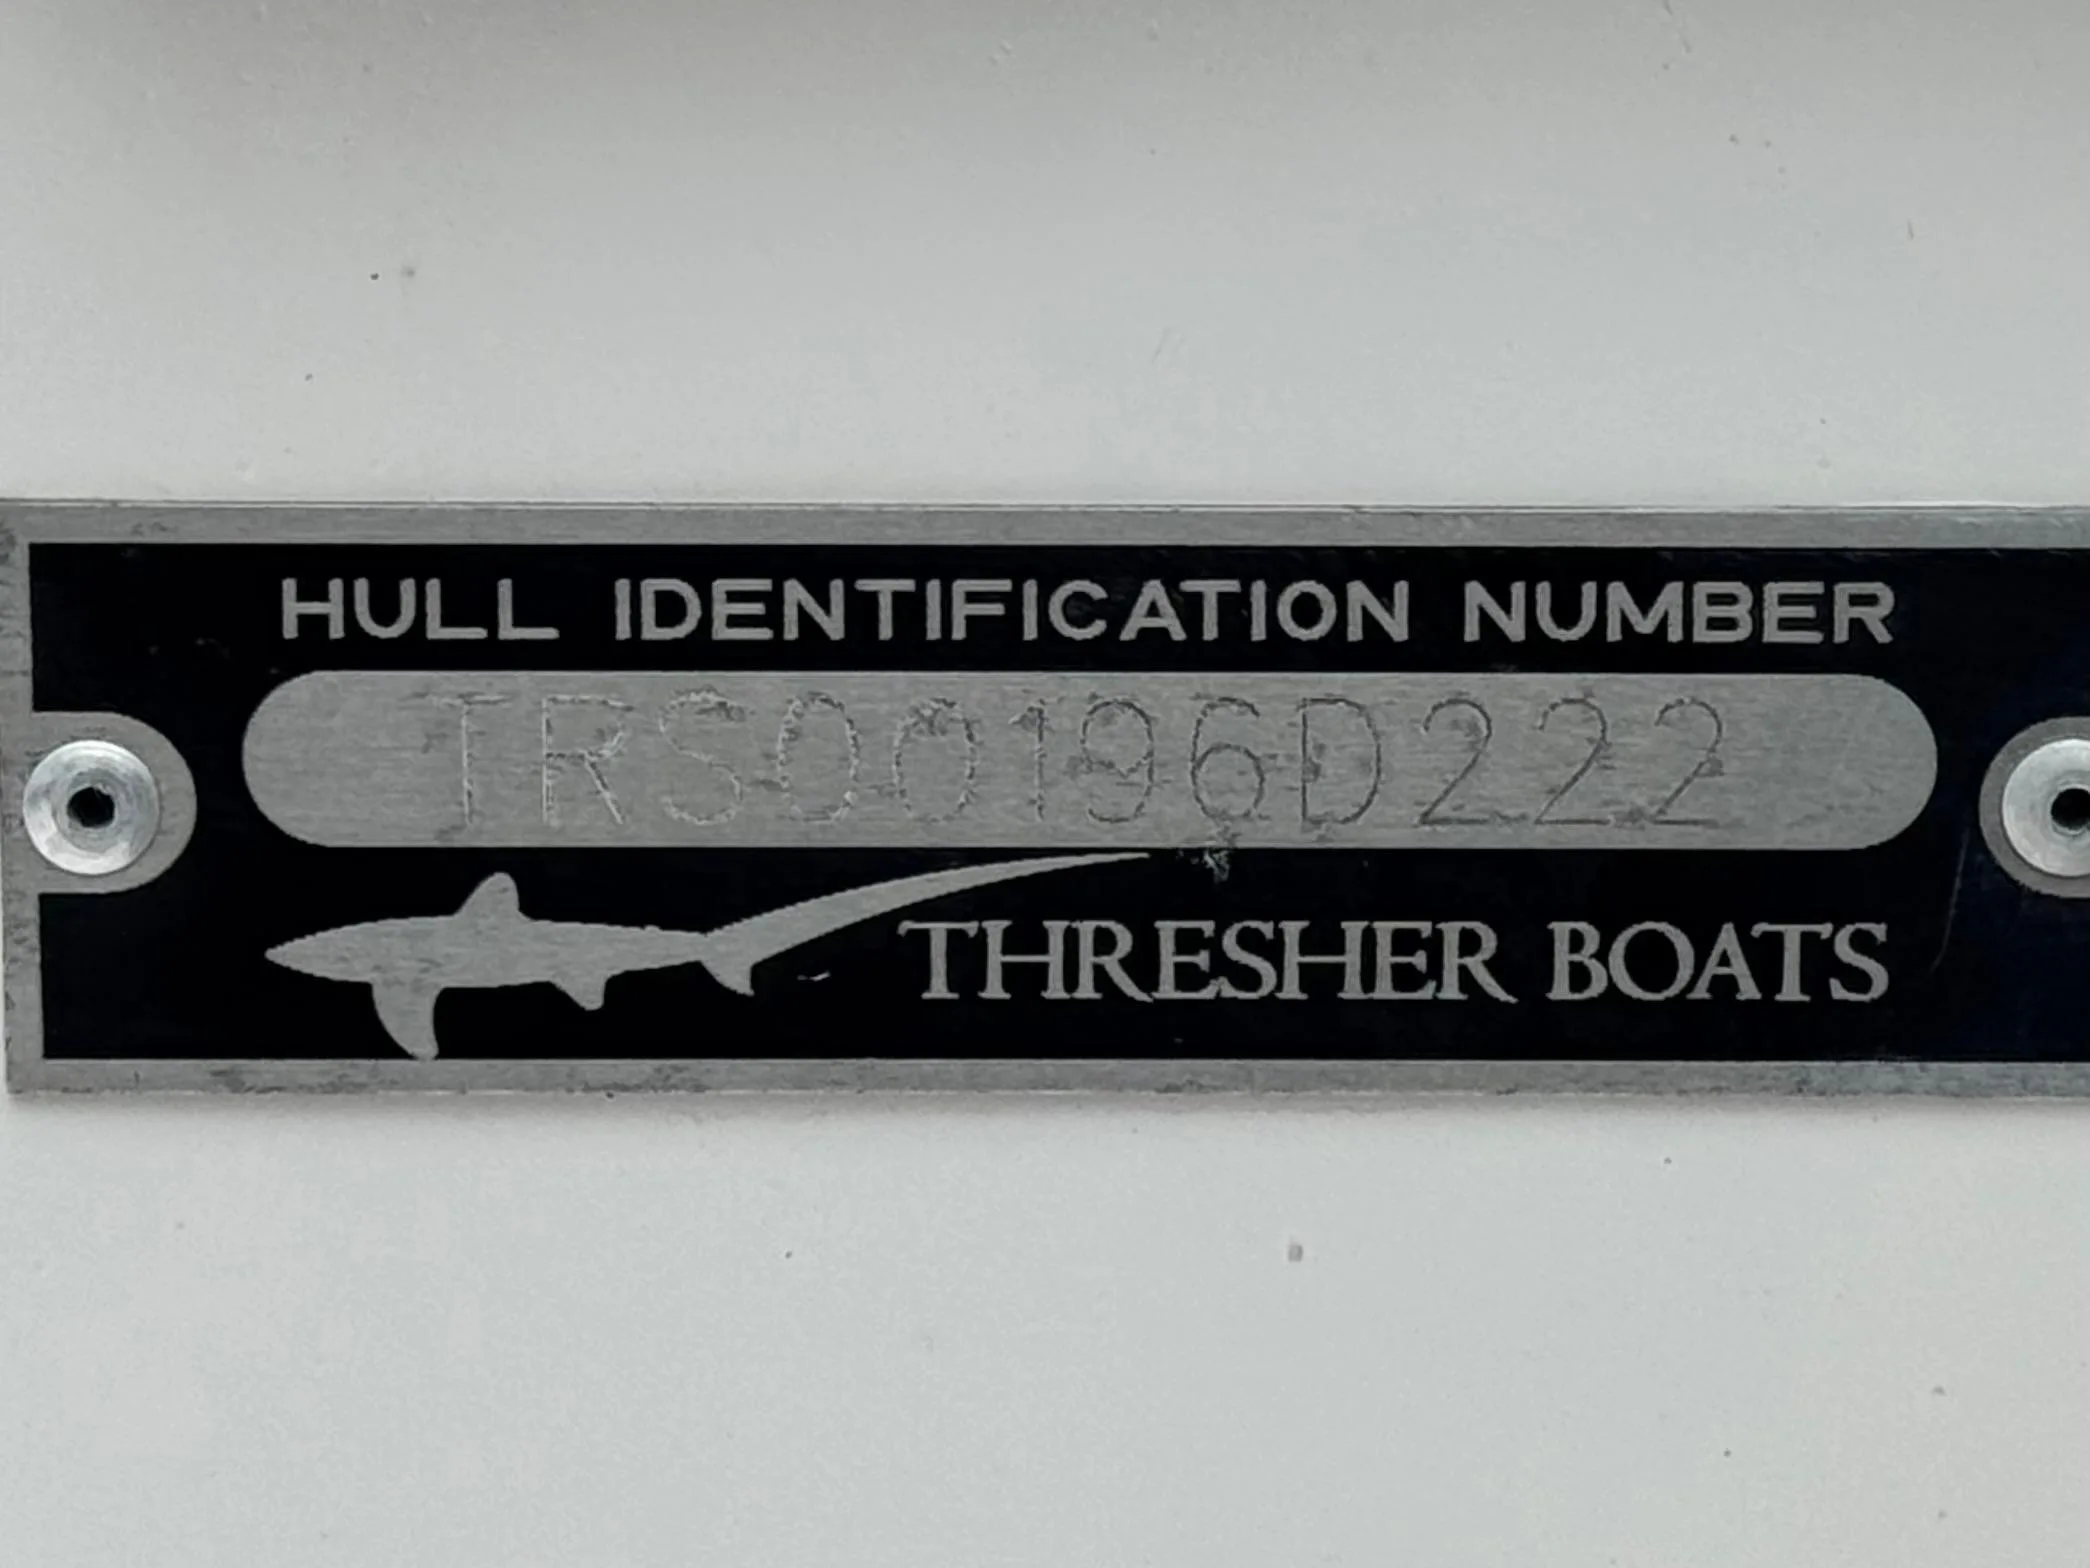 HULL IDENTIFICATION NUMBER
TRS00196D222
THRESHER BOATS